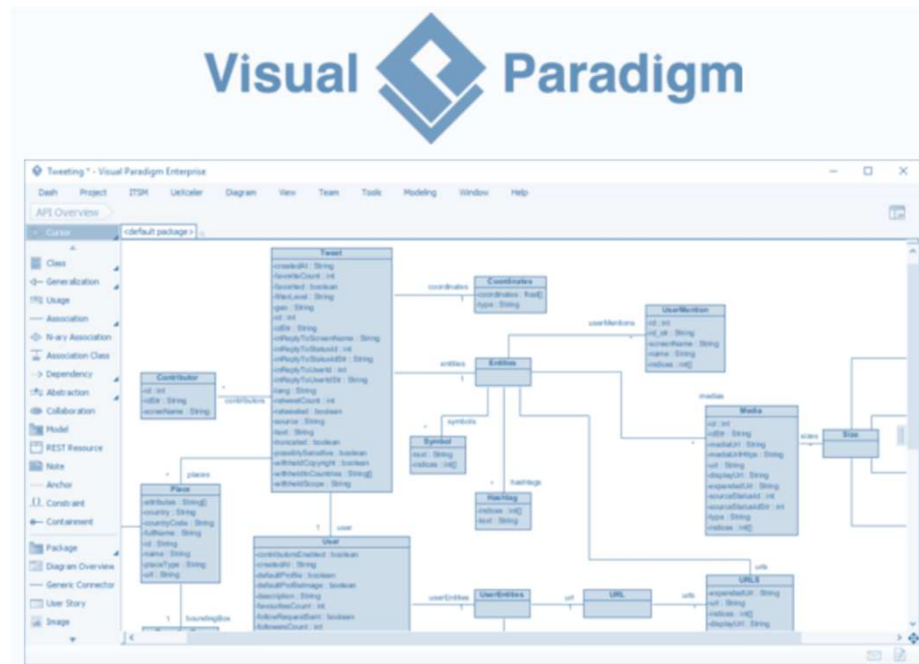 Visual Paradigm
Tweeting * - Visual Paradigm Enterprise
Dash Project ITSM UeXceler Diagram View Team Tools Modeling Window Help
API Overview
Cursor
<default package>
Class
Generalization
Usage
Association
N-ary Association
Association Class
Dependency
Abstraction
Collaboration
Model
REST Resource
Note
Anchor
Constraint
Containment
Package
Diagram Overview
Generic Connector
User Story
Image
Tweet
-createdAt : String
-favoriteCount : int
-favorited : boolean
-filterLevel : String
-geo : String
-id : int
-idStr : String
-inReplyToScreenName : String
-inReplyToStatusId : int
-inReplyToStatusIdStr : String
-inReplyToUserId : int
-inReplyToUserIdStr : String
-lang : String
-retweetCount : int
-retweeted : boolean
-source : String
-text : String
-truncated : boolean
-possiblySensitive : boolean
-withheldCopyright : boolean
-withheldInCountries : String[]
-withheldScope : String
coordinates
1
Coordinates
-coordinates : float[]
-type : String
userMentions
*
UserMention
-id : int
-id_str : String
-screenName : String
-name : String
-indices : int[]
entities
1
Entities
Contributor
-id : int
-idStr : String
-screenName : String
*
contributors
symbols
*
Symbol
-text : String
-indices : int[]
* hashtags
Hashtag
-indices : int[]
-text : String
medias
*
Media
-id : int
-idStr : String
-mediaUrl : String
-mediaUrlHttps : String
-url : String
-displayUrl : String
-expandedUrl : String
-sourceStatusId : int
-sourceStatusIdStr : int
-type : String
-indices : int[]
sizes
Size
* places
Place
-attributes : String[]
-country : String
-countryCode : String
-fullName : String
-id : String
-name : String
-placeType : String
-url : String
1 boundingBox
1 user
User
-contributorsEnabled : boolean
-createdAt : String
-defaultProfile : boolean
-defaultProfileImage : boolean
-description : String
-favouritesCount : int
-followRequestSent : boolean
-followersCount : int
userEntities
1
UserEntities
url
1
URL
urls
*
urls
URLS
-expandedUrl : String
-url : String
-indices : int[]
-displayUrl : String